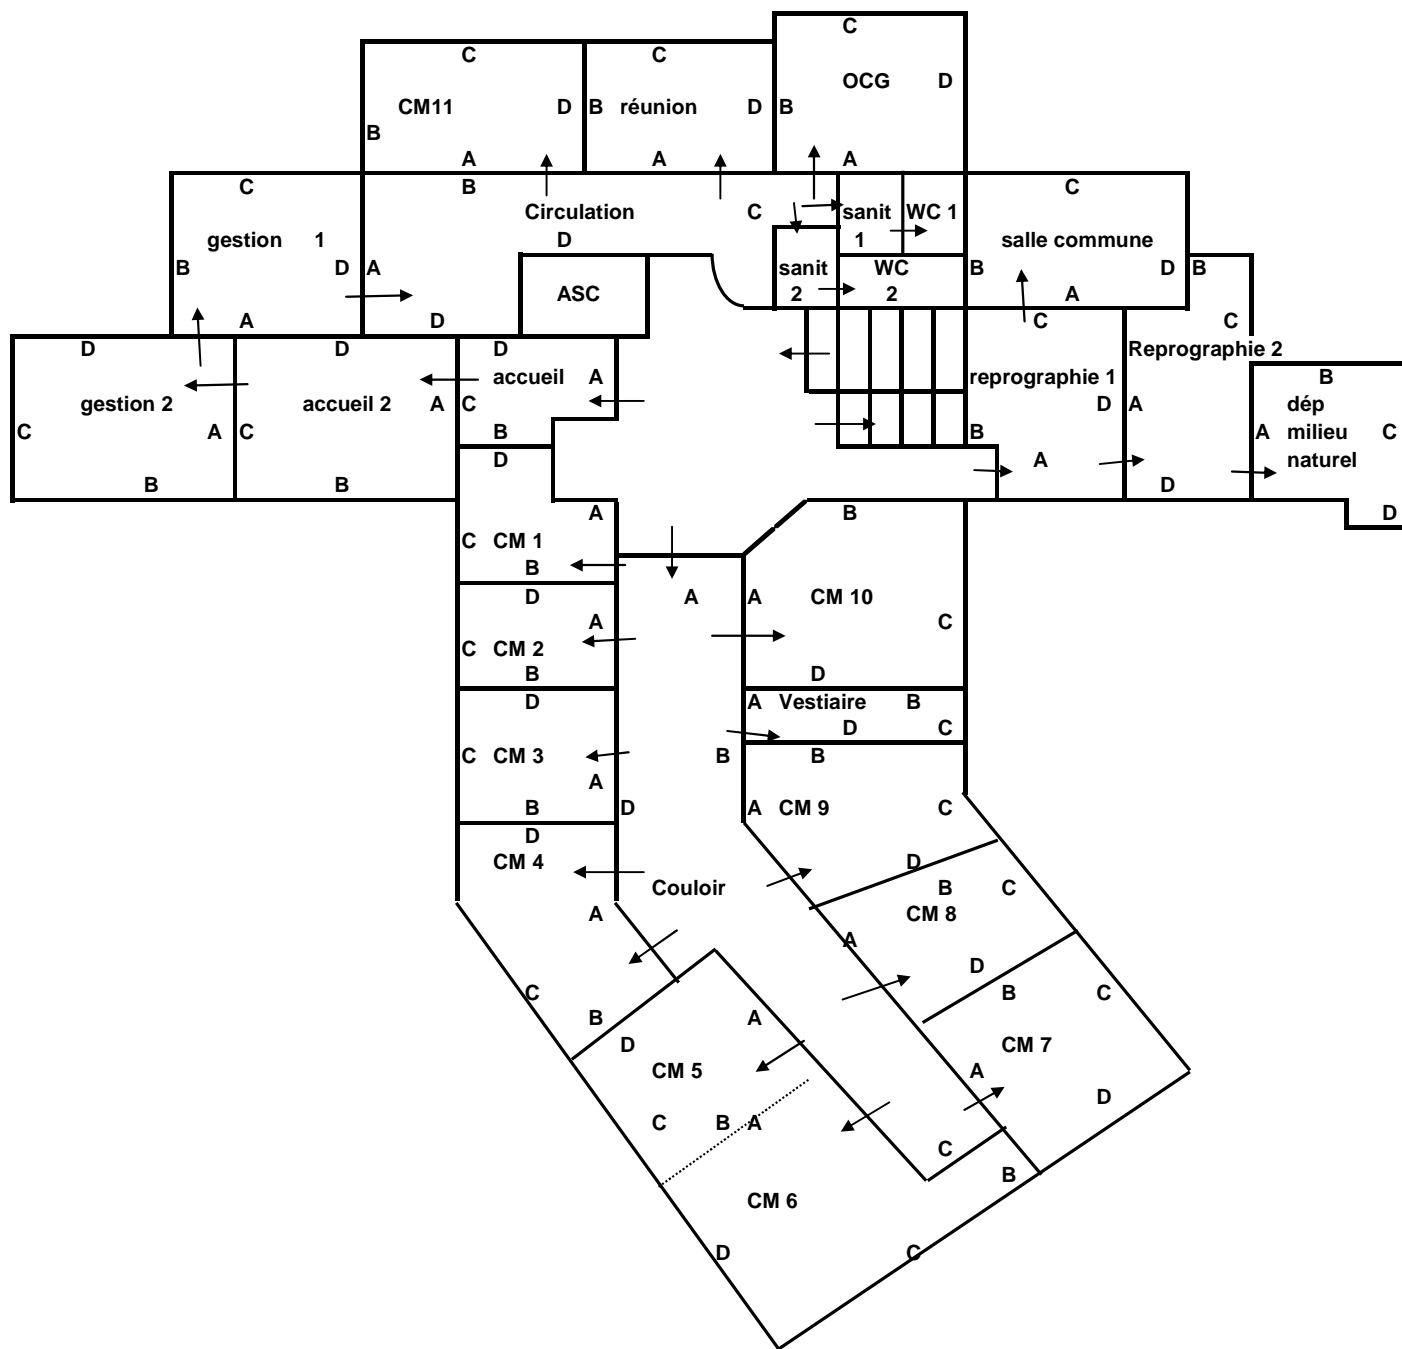 C
C C
OCG D
CM11 D B réunion D B
B
A A A
C B C
Circulation C sanit WC 1
gestion 1 D 1 salle commune
B D A sanit WC B D B
ASC 2 2 A
A D C C
D D D accueil A Reprographie 2
gestion 2 accueil 2 A C reprographie 1 B
C A C D A dép
B B B B A milieu C
D A naturel
D
A B D
C CM 1
B
D A A CM 10
A C
C CM 2
B D
D A Vestiaire B
D C
C CM 3 B B
A
B D A CM 9 C
D
CM 4 D
Couloir B C
A CM 8
A
D
C B C
B A
D CM 7
CM 5 A
D
C B A
C
B
CM 6
D C